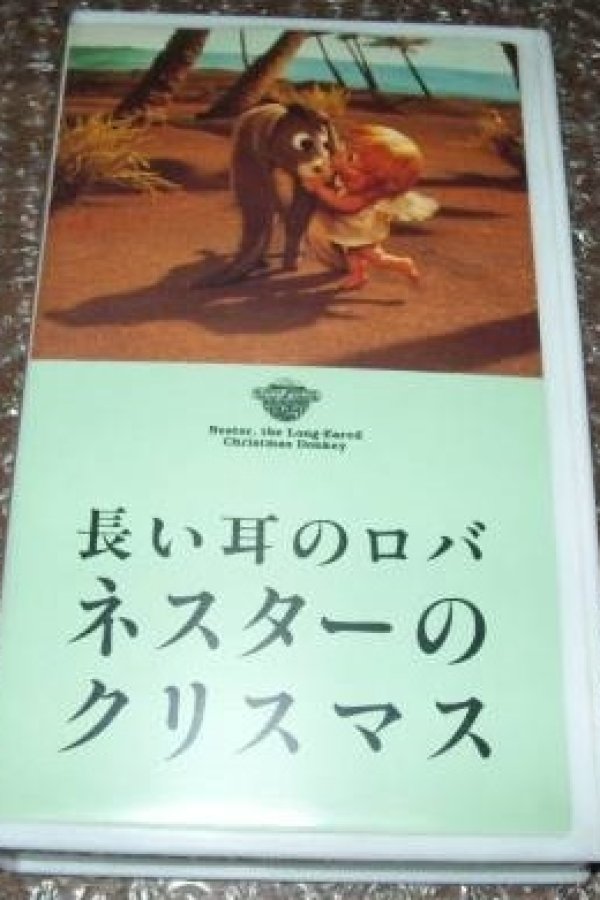 Nestor, the Long-Eared
Christmas Donkey
長い耳のロバ
ネスターの
クリスマス